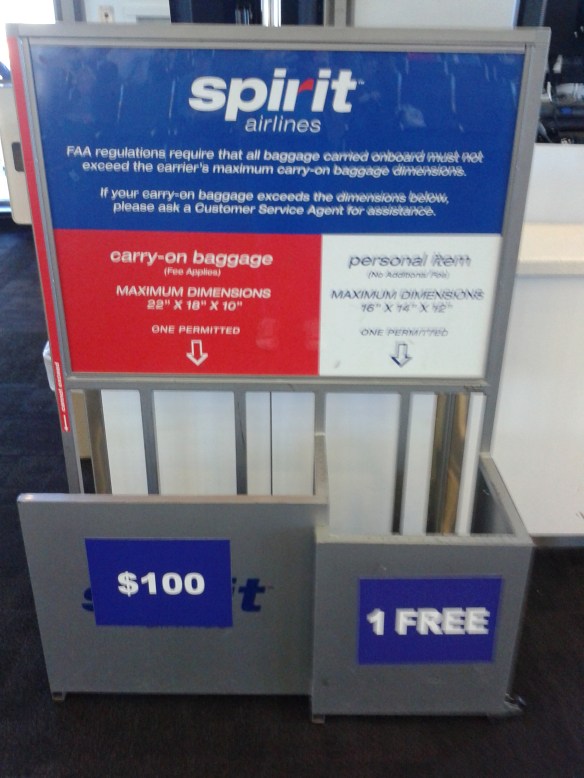 spirit
airlines
FAA regulations require that all baggage carried onboard must not
exceed the carrier's maximum carry-on baggage dimensions.
If your carry-on baggage exceeds the dimensions below,
please ask a Customer Service Agent for assistance.
carry-on baggage
(Fee Applies)
MAXIMUM DIMENSIONS
22" X 18" X 10"
ONE PERMITTED
personal item
(No Additional Fee)
MAXIMUM DIMENSIONS
16" X 14" X 12"
ONE PERMITTED
$100
1 FREE